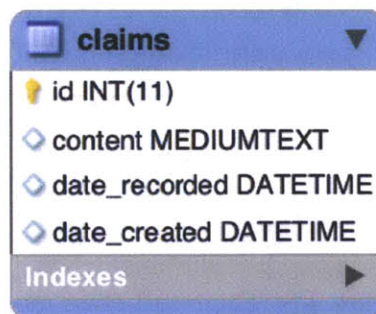 claims
id INT(11)
content MEDIUMTEXT
date_recorded DATETIME
date_created DATETIME
Indexes